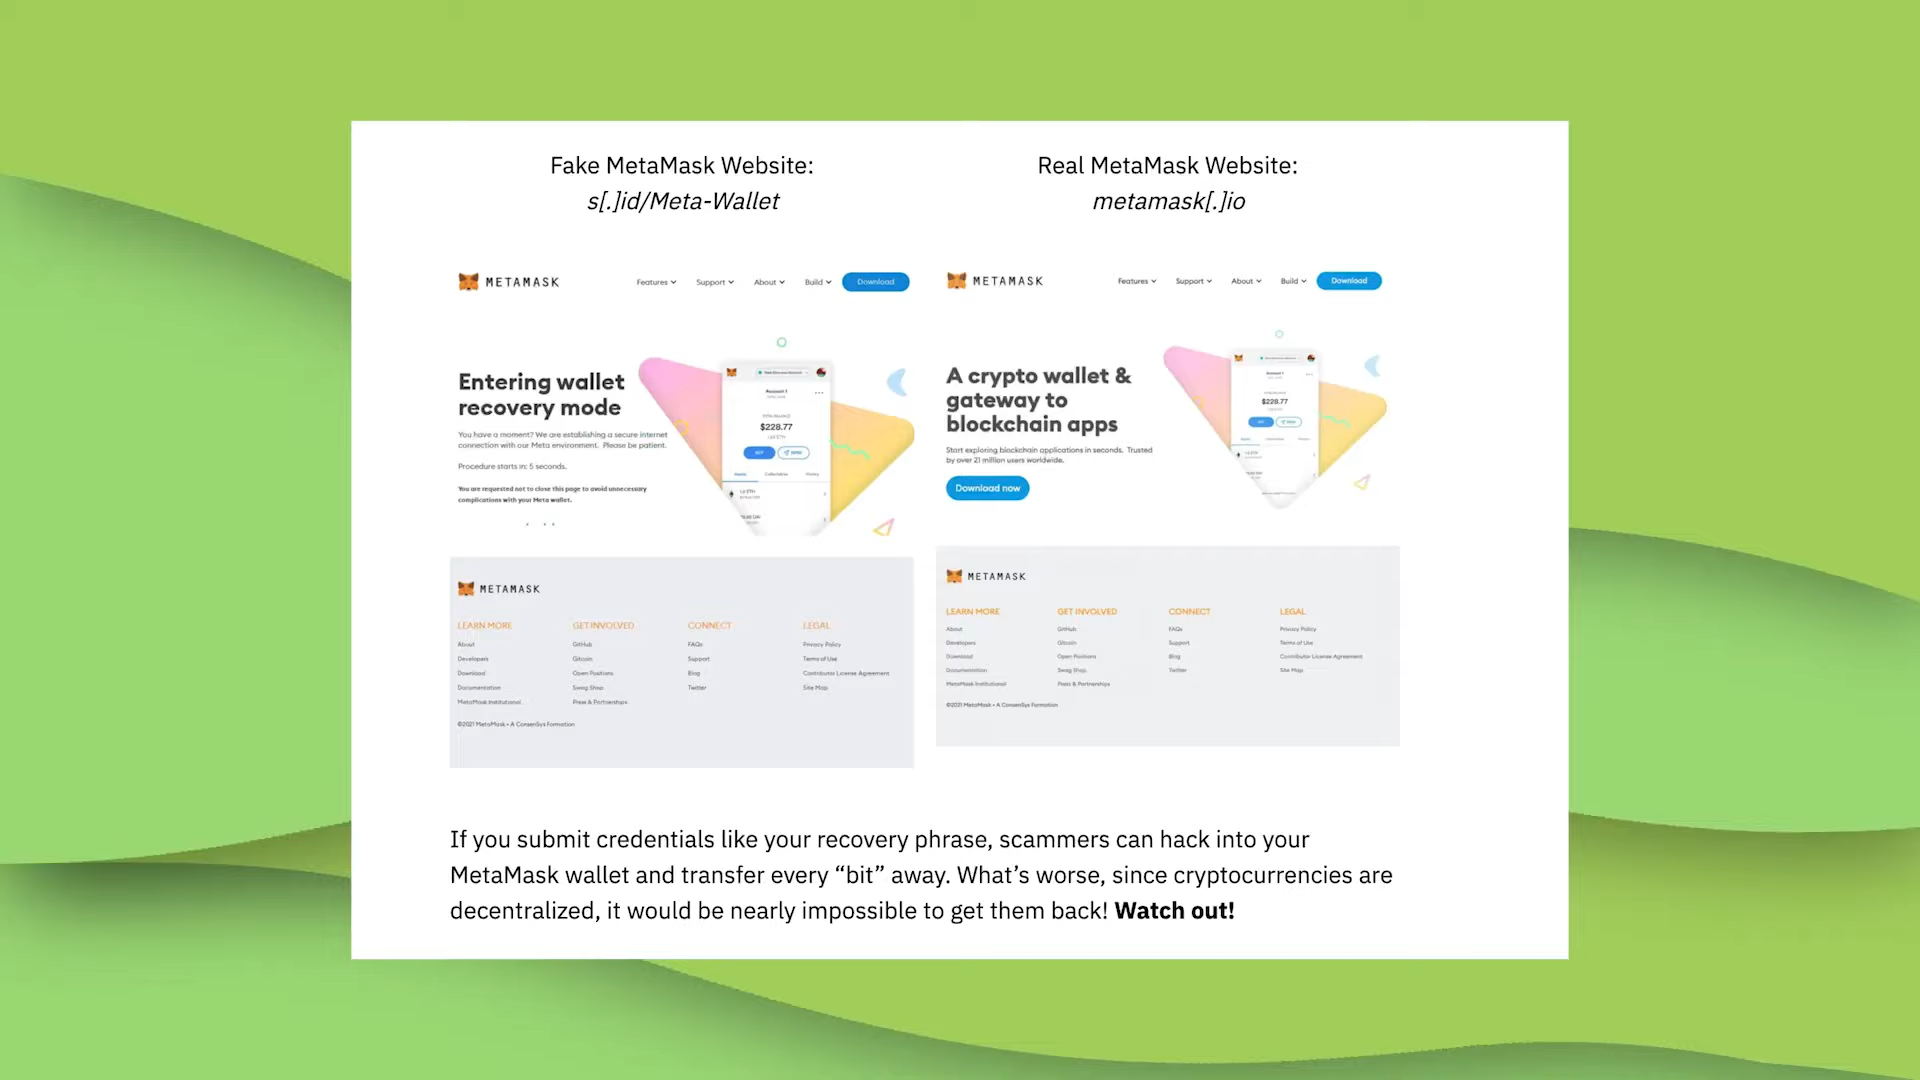 Fake MetaMask Website:
s[.]id/Meta-Wallet
Real MetaMask Website:
metamask[.]io
METAMASK
Features
Support
About
Build
Download
Entering wallet
recovery mode
You have a moment? We are establishing a secure internet
connection with our Meta environment. Please be patient.
Procedure starts in: 5 seconds.
You are requested not to close this page to avoid unnecessary
complications with your Meta wallet.
Account 1
$228.77
BUY
SEND
METAMASK
LEARN MORE
About
Developers
Download
Documentation
MetaMask Institutional
GET INVOLVED
GitHub
Gitcoin
Open Positions
Swag Shop
Press & Partnerships
CONNECT
FAQs
Support
Blog
Twitter
LEGAL
Privacy Policy
Terms of Use
Contributor License Agreement
Site Map
©2021 MetaMask • A ConsenSys Formation
METAMASK
Features
Support
About
Build
Download
A crypto wallet &
gateway to
blockchain apps
Start exploring blockchain applications in seconds. Trusted
by over 21 million users worldwide.
Download now
Account 1
$228.77
METAMASK
LEARN MORE
About
Developers
Download
Documentation
MetaMask Institutional
GET INVOLVED
GitHub
Gitcoin
Open Positions
Swag Shop
Press & Partnerships
CONNECT
FAQs
Support
Blog
Twitter
LEGAL
Privacy Policy
Terms of Use
Contributor License Agreement
Site Map
©2021 MetaMask • A ConsenSys Formation
If you submit credentials like your recovery phrase, scammers can hack into your
MetaMask wallet and transfer every “bit” away. What’s worse, since cryptocurrencies are
decentralized, it would be nearly impossible to get them back! Watch out!